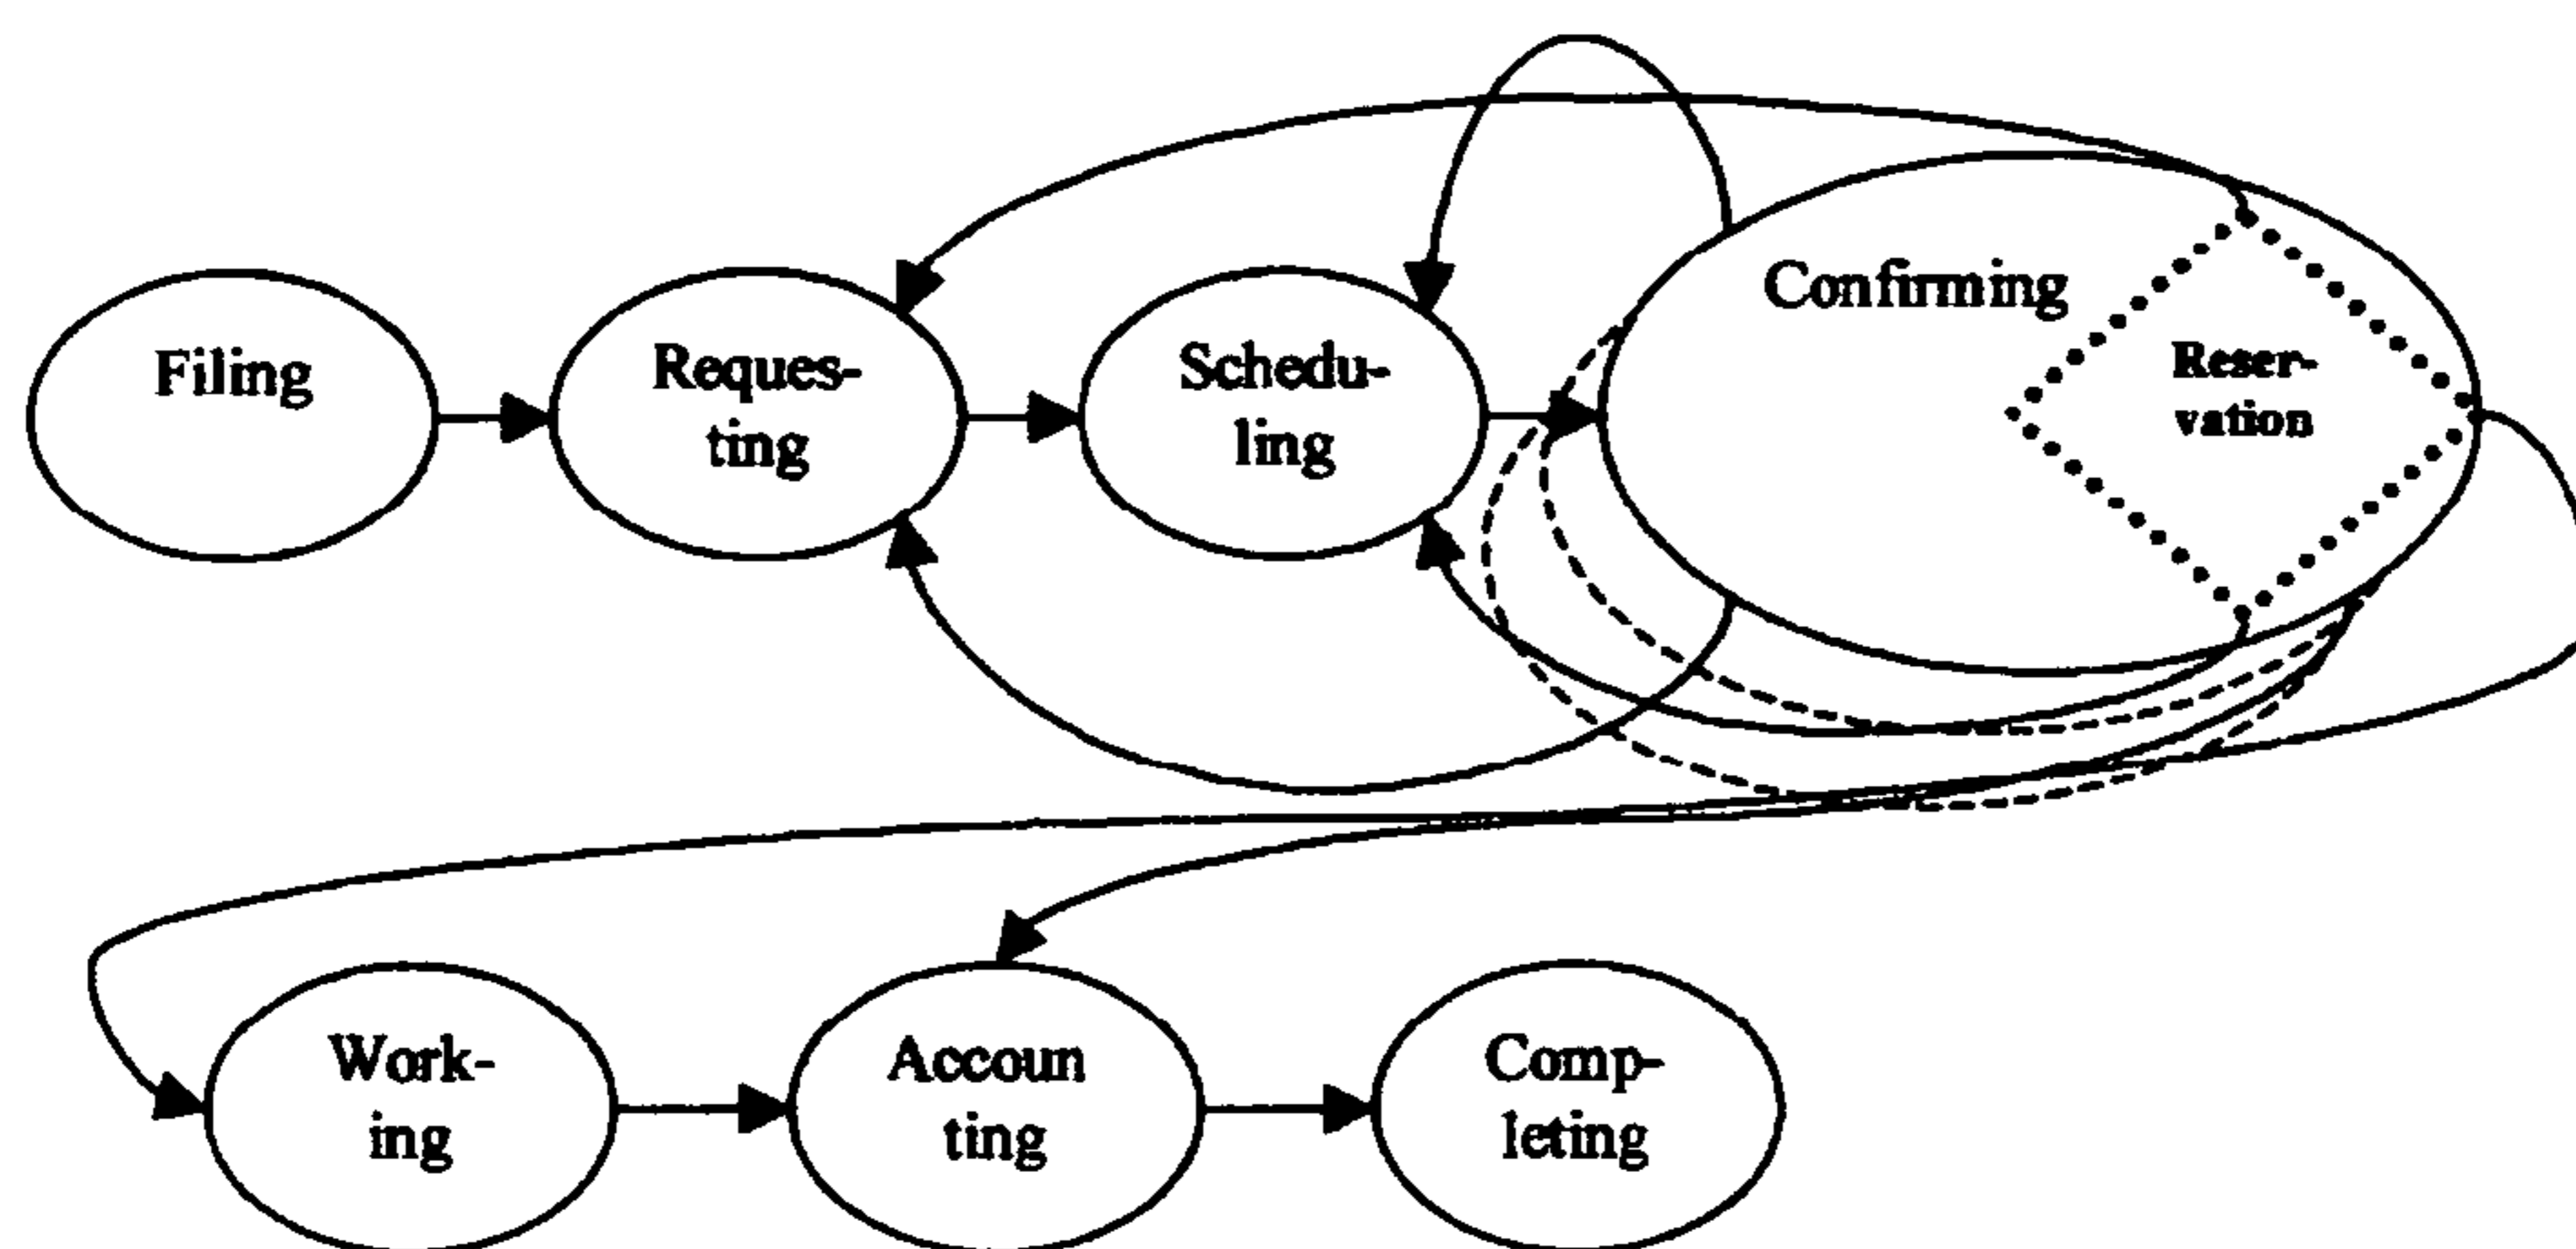 Filing
Reques-
ting
Schedu-
ling
Confirming
Reser-
vation
Work-
ing
Accoun
ting
Comp-
leting